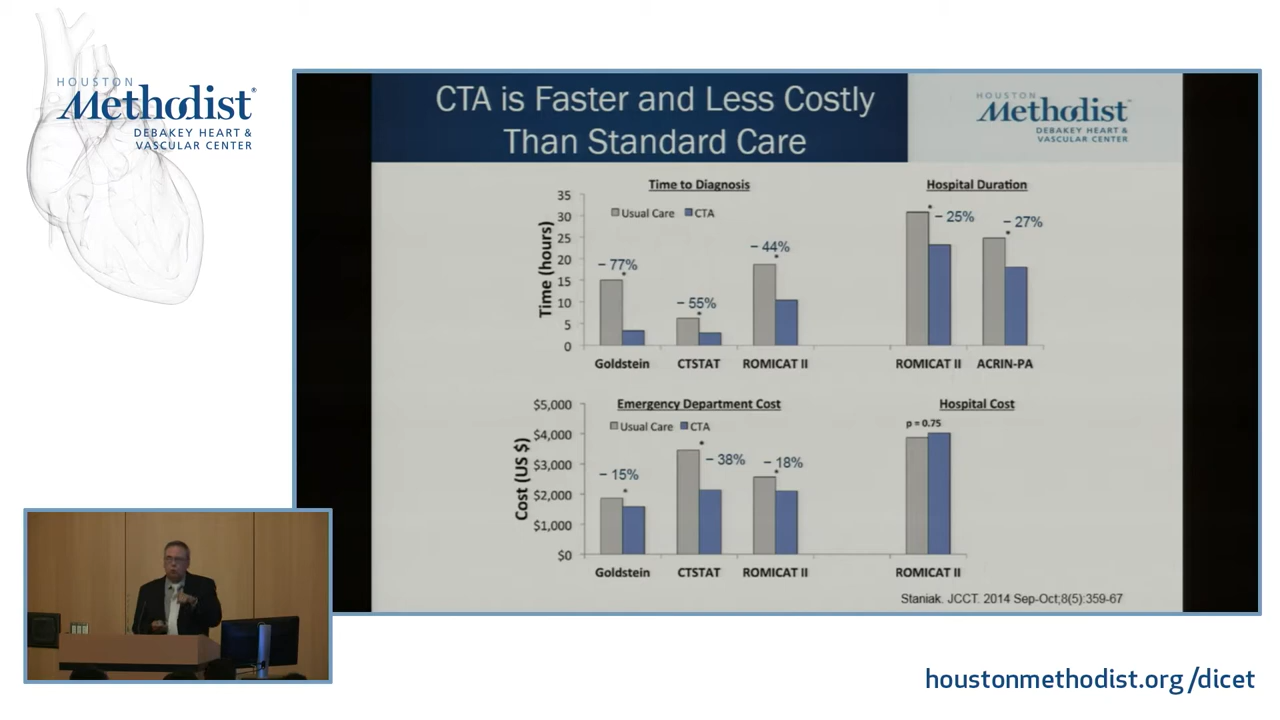 HOUSTON
Methodist®
DEBAKEY HEART &
VASCULAR CENTER
CTA is Faster and Less Costly
Than Standard Care
HOUSTON
Methodist
DEBAKEY HEART &
VASCULAR CENTER
Time to Diagnosis
Hospital Duration
Time (hours)
35
30
25
20
15
10
5
0
Usual Care CTA
– 77%
*
– 55%
*
– 44%
*
*
– 25%
– 27%
*
Goldstein CTSTAT ROMICAT II ROMICAT II ACRIN-PA
Emergency Department Cost
Hospital Cost
Cost (US $)
$5,000
$4,000
$3,000
$2,000
$1,000
$0
Usual Care CTA
– 15%
*
*
– 38%
– 18%
*
p = 0.75
Goldstein CTSTAT ROMICAT II ROMICAT II
Staniak. JCCT. 2014 Sep-Oct;8(5):359-67
houstonmethodist.org/dicet